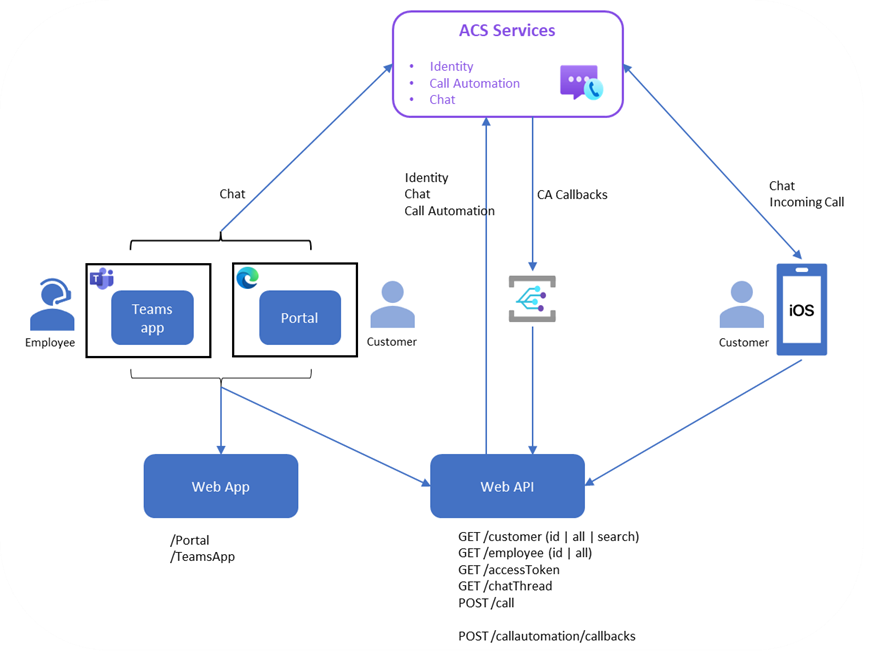 ACS Services
• Identity
• Call Automation
• Chat
Chat
Identity
Chat
Call Automation
CA Callbacks
Chat
Incoming Call
Employee
Teams
app
Portal
Customer
Customer
iOS
Web App
Web API
/Portal
/TeamsApp
GET /customer (id | all | search)
GET /employee (id | all)
GET /accessToken
GET /chatThread
POST /call
POST /callautomation/callbacks